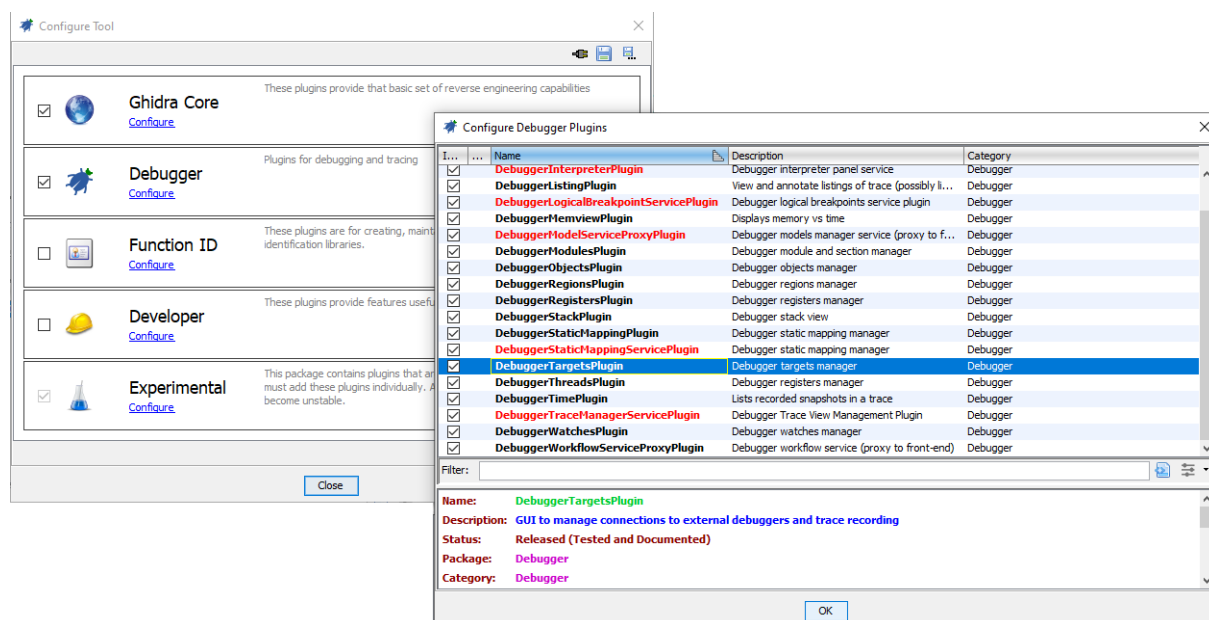 Configure Tool
Ghidra Core
Configure
These plugins provide that basic set of reverse engineering capabilities
Debugger
Configure
Plugins for debugging and tracing
Function ID
Configure
These plugins are for creating, maint
identification libraries.
Developer
Configure
These plugins provide features usefu
Experimental
Configure
This package contains plugins that ar
must add these plugins individually. A
become unstable.
Close
Configure Debugger Plugins
I... ... Name Description Category
DebuggerInterpreterPlugin Debugger interpreter panel service Debugger
DebuggerListingPlugin View and annotate listings of trace (possibly li... Debugger
DebuggerLogicalBreakpointServicePlugin Debugger logical breakpoints service plugin Debugger
DebuggerMemviewPlugin Displays memory vs time Debugger
DebuggerModelServiceProxyPlugin Debugger models manager service (proxy to f... Debugger
DebuggerModulesPlugin Debugger module and section manager Debugger
DebuggerObjectsPlugin Debugger objects manager Debugger
DebuggerRegionsPlugin Debugger regions manager Debugger
DebuggerRegistersPlugin Debugger registers manager Debugger
DebuggerStackPlugin Debugger stack view Debugger
DebuggerStaticMappingPlugin Debugger static mapping manager Debugger
DebuggerStaticMappingServicePlugin Debugger static mapping manager Debugger
DebuggerTargetsPlugin Debugger targets manager Debugger
DebuggerThreadsPlugin Debugger registers manager Debugger
DebuggerTimePlugin Lists recorded snapshots in a trace Debugger
DebuggerTraceManagerServicePlugin Debugger Trace View Management Plugin Debugger
DebuggerWatchesPlugin Debugger watches manager Debugger
DebuggerWorkflowServiceProxyPlugin Debugger workflow service (proxy to front-end) Debugger
Filter:
Name: DebuggerTargetsPlugin
Description: GUI to manage connections to external debuggers and trace recording
Status: Released (Tested and Documented)
Package: Debugger
Category: Debugger
OK